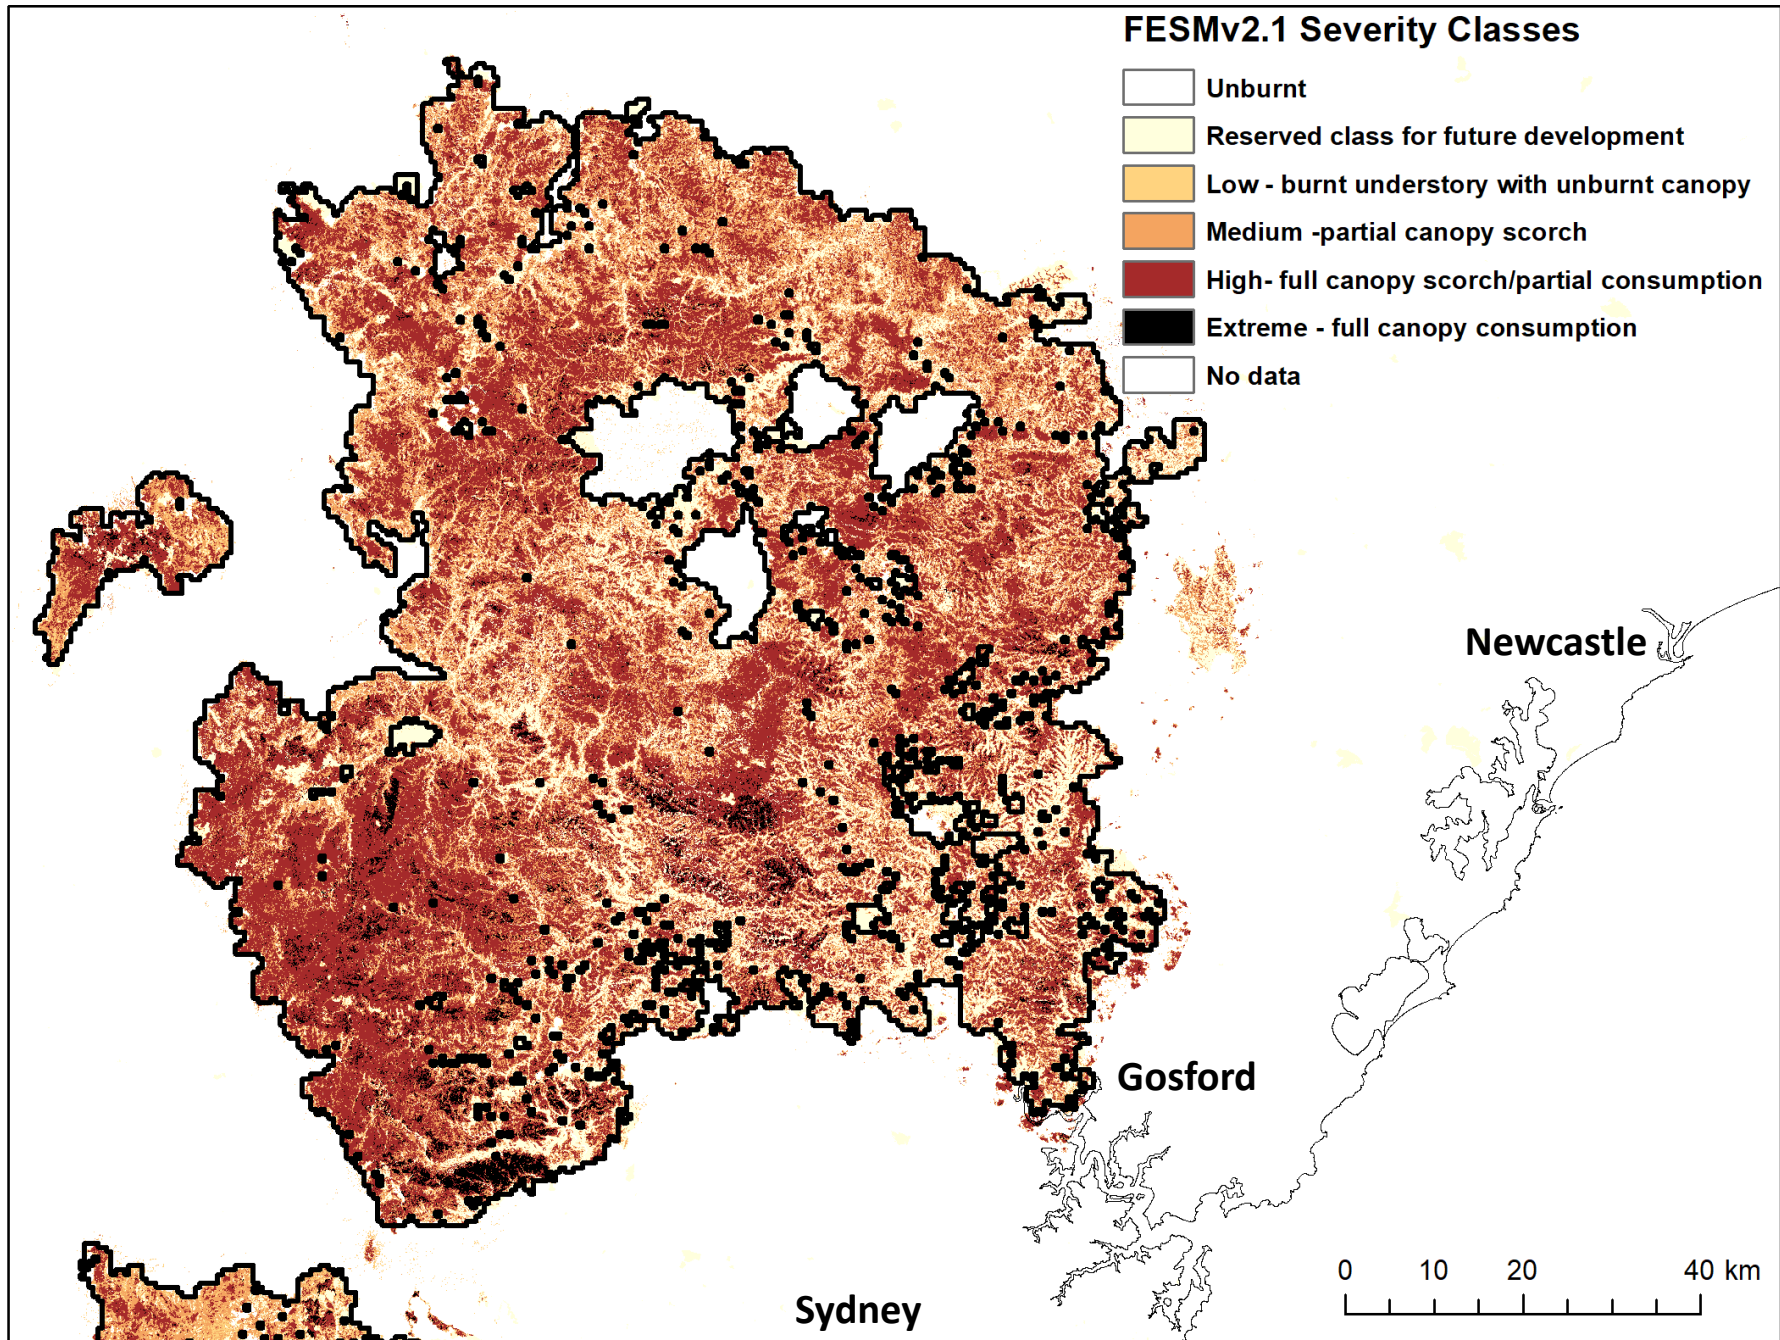 FESMv2.1 Severity Classes
Unburnt
Reserved class for future development
Low - burnt understory with unburnt canopy
Medium -partial canopy scorch
High- full canopy scorch/partial consumption
Extreme - full canopy consumption
No data
Newcastle
Gosford
Sydney
0 10 20 40 km